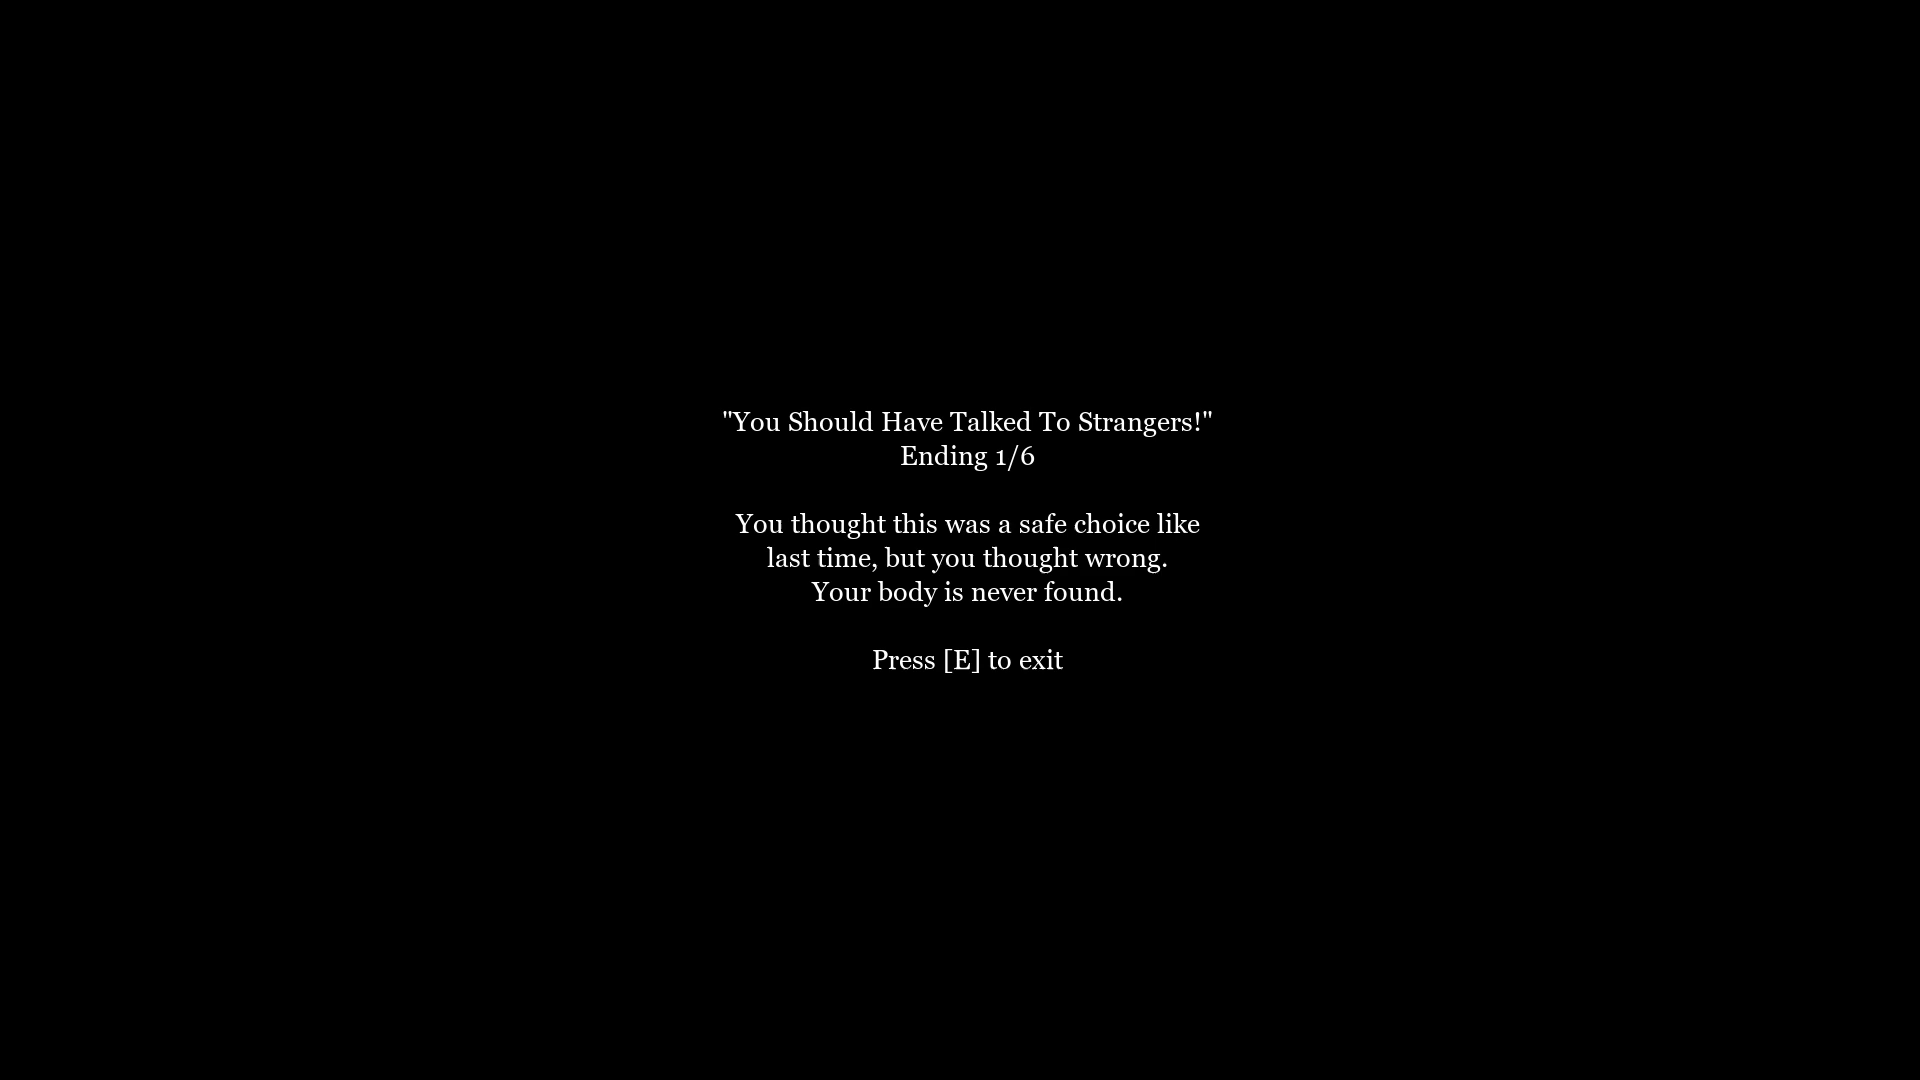 "You Should Have Talked To Strangers!"
Ending 1/6
You thought this was a safe choice like
last time, but you thought wrong.
Your body is never found.
Press [E] to exit